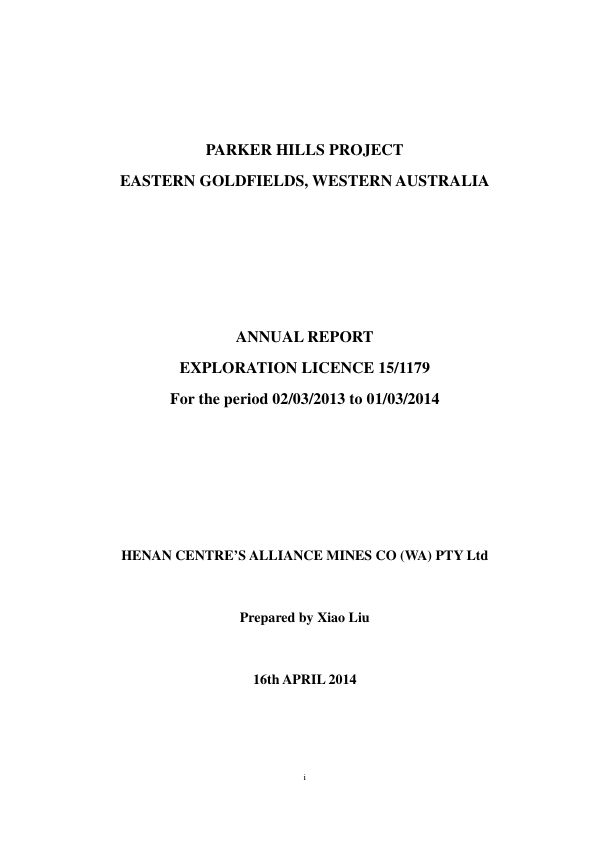 PARKER HILLS PROJECT
EASTERN GOLDFIELDS, WESTERN AUSTRALIA
ANNUAL REPORT
EXPLORATION LICENCE 15/1179
For the period 02/03/2013 to 01/03/2014
HENAN CENTRE’S ALLIANCE MINES CO (WA) PTY Ltd
Prepared by Xiao Liu
16th APRIL 2014
i